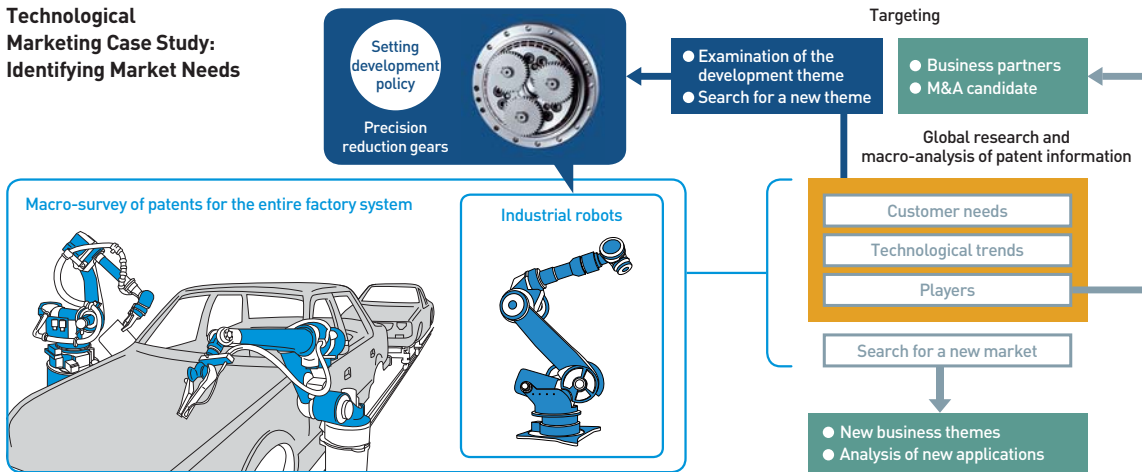 Technological
Marketing Case Study:
Identifying Market Needs
Setting
development
policy
Precision
reduction gears
Targeting
● Examination of the
development theme
● Search for a new theme
● Business partners
● M&A candidate
Global research and
macro-analysis of patent information
Macro-survey of patents for the entire factory system
Industrial robots
Customer needs
Technological trends
Players
Search for a new market
● New business themes
● Analysis of new applications